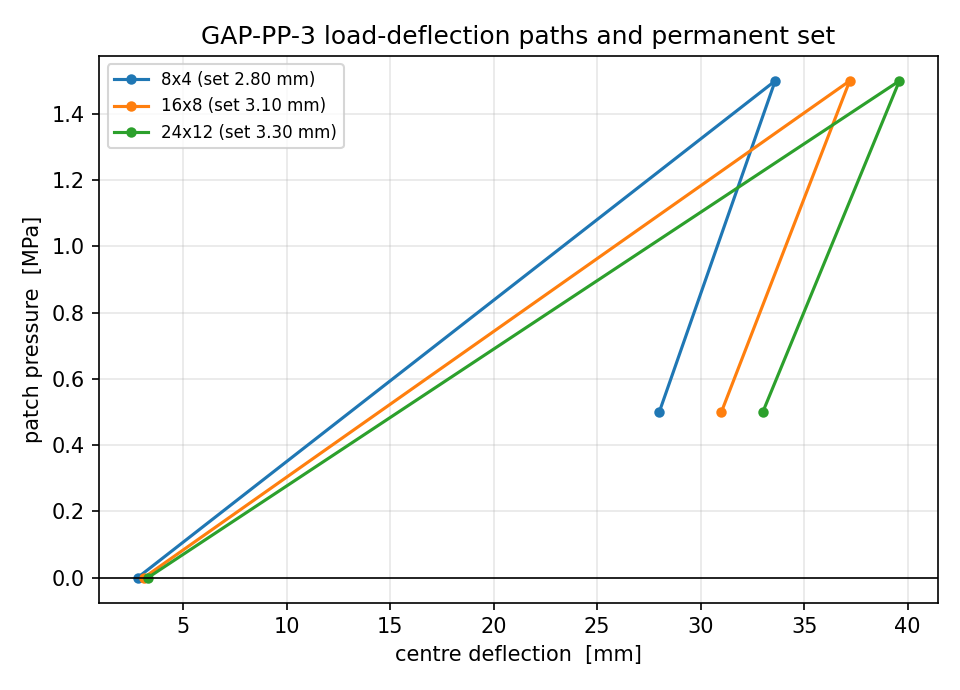 GAP-PP-3 load-deflection paths and permanent set
8x4 (set 2.80 mm)
16x8 (set 3.10 mm)
24x12 (set 3.30 mm)
patch pressure  [MPa]
1.4
1.2
1.0
0.8
0.6
0.4
0.2
0.0
5 10 15 20 25 30 35 40
centre deflection  [mm]